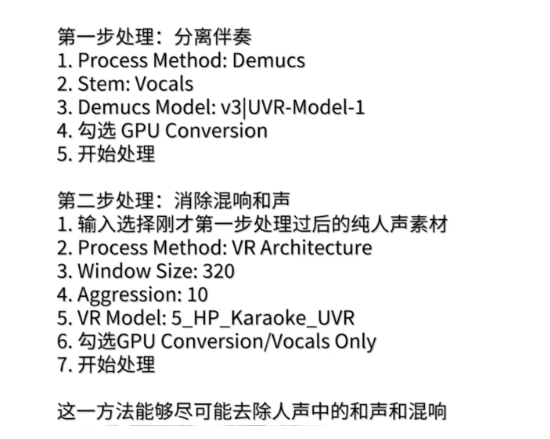 第一步处理：分离伴奏
1. Process Method: Demucs
2. Stem: Vocals
3. Demucs Model: v3|UVR-Model-1
4. 勾选 GPU Conversion
5. 开始处理
第二步处理：消除混响和声
1. 输入选择刚才第一步处理过后的纯人声素材
2. Process Method: VR Architecture
3. Window Size: 320
4. Aggression: 10
5. VR Model: 5_HP_Karaoke_UVR
6. 勾选GPU Conversion/Vocals Only
7. 开始处理
这一方法能够尽可能去除人声中的和声和混响